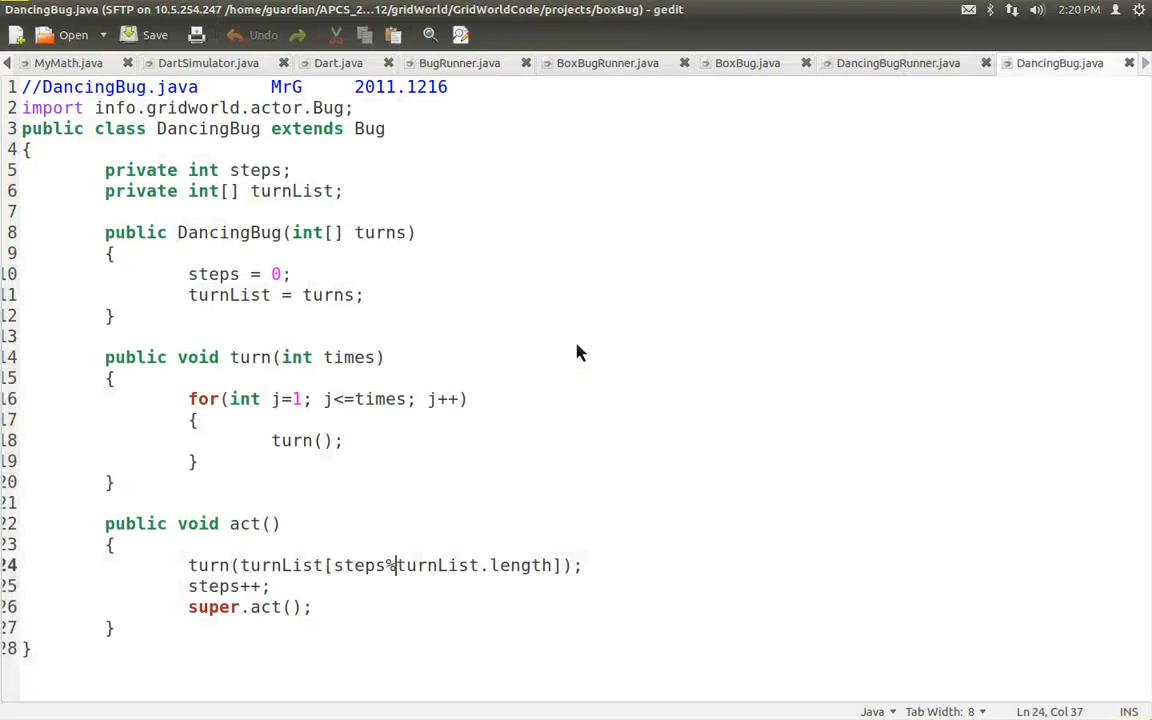 DancingBug.java (SFTP on 10.5.254.247 /home/guardian/APCS_2...12/gridWorld/GridWorldCode/projects/boxBug) - gedit 2:20 PM
Open Save Undo
MyMath.java DartSimulator.java Dart.java BugRunner.java BoxBugRunner.java BoxBug.java DancingBugRunner.java DancingBug.java
1 //DancingBug.java MrG 2011.1216
2 import info.gridworld.actor.Bug;
3 public class DancingBug extends Bug
4 {
5 private int steps;
6 private int[] turnList;
7
8 public DancingBug(int[] turns)
9 {
10 steps = 0;
11 turnList = turns;
12 }
13
14 public void turn(int times)
15 {
16 for(int j=1; j<=times; j++)
17 {
18 turn();
19 }
20 }
21
22 public void act()
23 {
24 turn(turnList[steps%turnList.length]);
25 steps++;
26 super.act();
27 }
28 }
Java Tab Width: 8 Ln 24, Col 37 INS